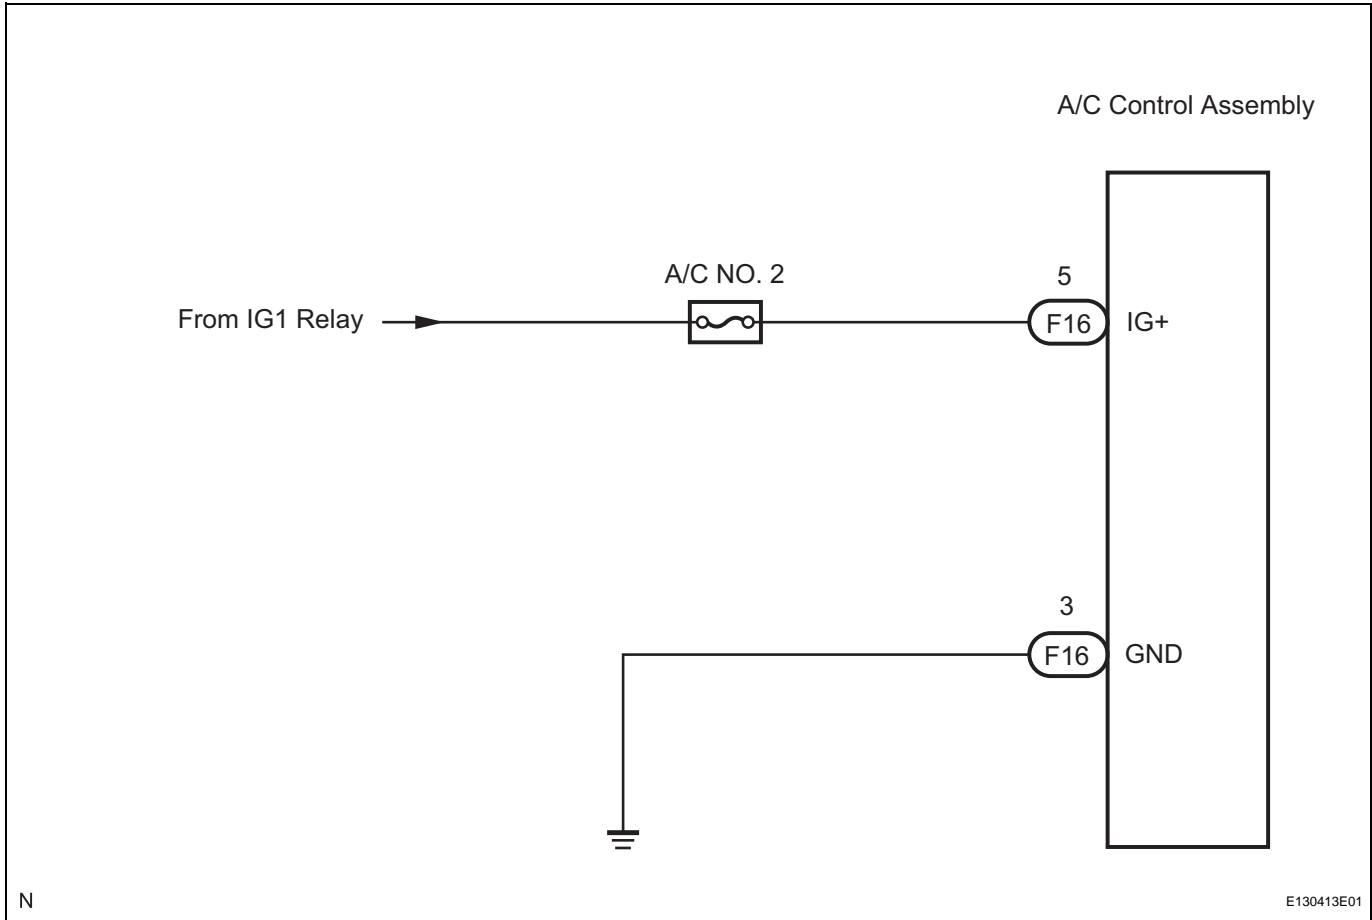 A/C Control Assembly
A/C NO. 2
5
From IG1 Relay
F16
IG+
3
F16
GND
N
E130413E01